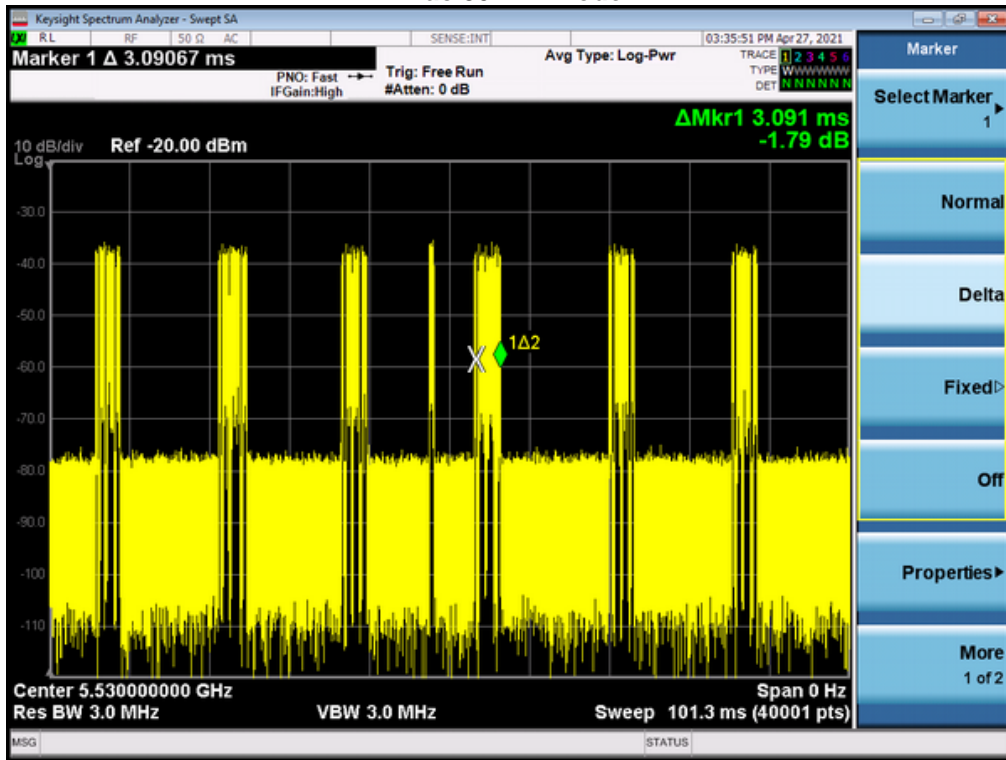 Keysight Spectrum Analyzer - Swept SA
LXI RL RF 50 Ω AC SENSE:INT 03:35:51 PM Apr 27, 2021
Marker 1 Δ 3.09067 ms
PNO: Fast
IFGain:High
Trig: Free Run
#Atten: 0 dB
Avg Type: Log-Pwr
TRACE 1 2 3 4 5 6
TYPE WWWWWW
DET N N N N N N
ΔMkr1 3.091 ms
-1.79 dB
10 dB/div Ref -20.00 dBm
Log
-30.0
-40.0
-50.0
-60.0
-70.0
-80.0
-90.0
-100
-110
X 1Δ2
Center 5.530000000 GHz Span 0 Hz
Res BW 3.0 MHz VBW 3.0 MHz Sweep 101.3 ms (40001 pts)
MSG STATUS
Marker
Select Marker
1
Normal
Delta
Fixed
Off
Properties
More
1 of 2